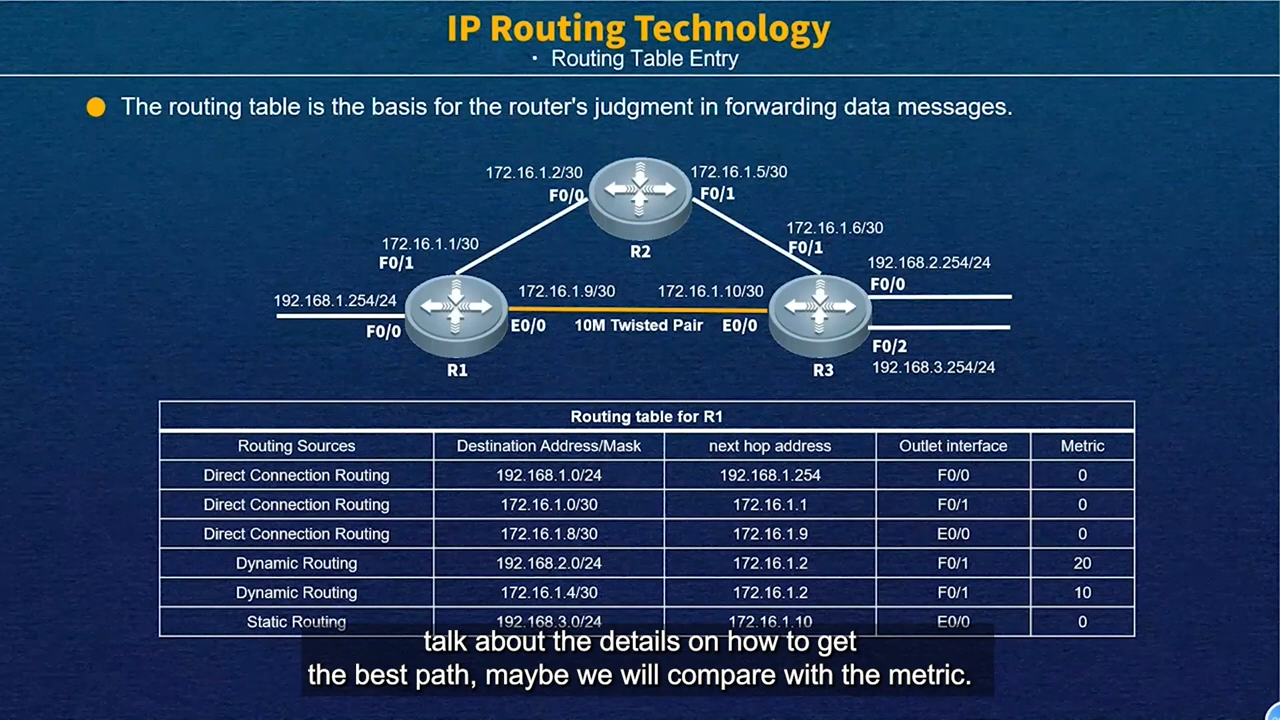 IP Routing Technology
· Routing Table Entry
The routing table is the basis for the router's judgment in forwarding data messages.
172.16.1.2/30
F0/0
172.16.1.5/30
F0/1
R2
172.16.1.1/30
F0/1
172.16.1.6/30
F0/1
192.168.1.254/24
F0/0
172.16.1.9/30
E0/0
10M Twisted Pair
172.16.1.10/30
E0/0
192.168.2.254/24
F0/0
F0/2
192.168.3.254/24
R1
R3
Routing table for R1
Routing Sources Destination Address/Mask next hop address Outlet interface Metric
Direct Connection Routing 192.168.1.0/24 192.168.1.254 F0/0 0
Direct Connection Routing 172.16.1.0/30 172.16.1.1 F0/1 0
Direct Connection Routing 172.16.1.8/30 172.16.1.9 E0/0 0
Dynamic Routing 192.168.2.0/24 172.16.1.2 F0/1 20
Dynamic Routing 172.16.1.4/30 172.16.1.2 F0/1 10
Static Routing 192.168.3.0/24 172.16.1.10 E0/0 0
talk about the details on how to get
the best path, maybe we will compare with the metric.